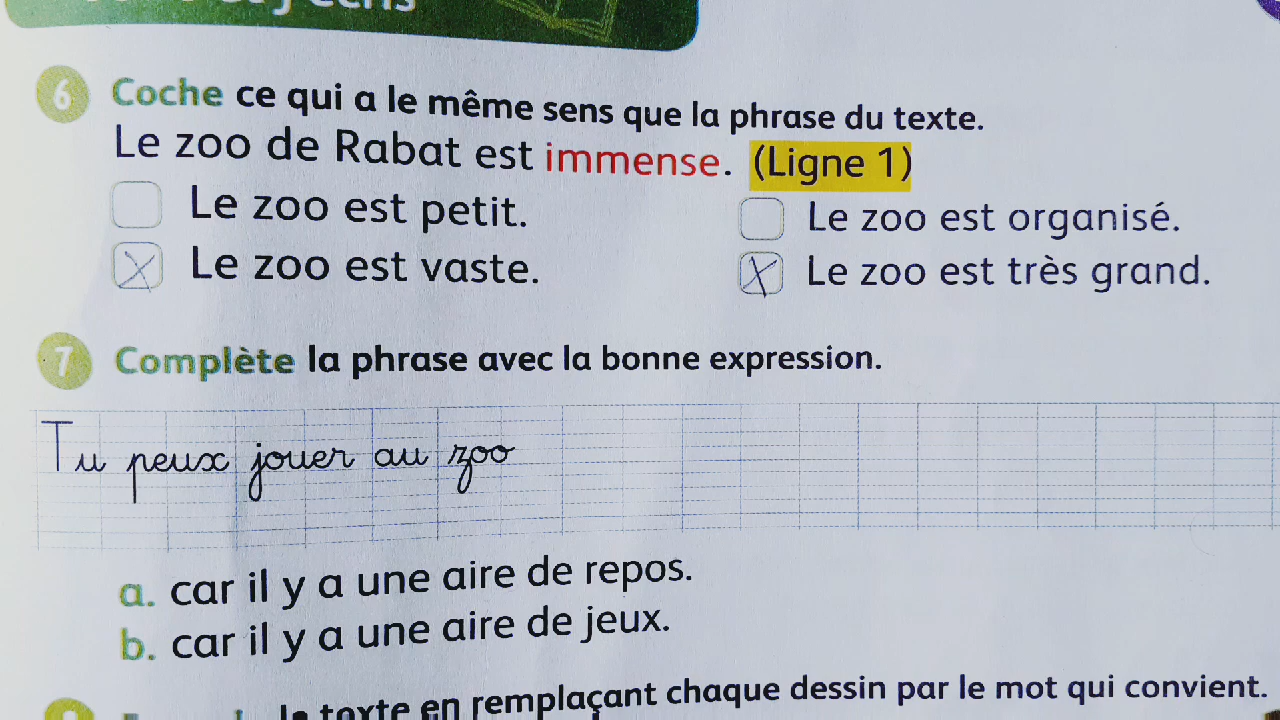 6 Coche ce qui a le même sens que la phrase du texte.
Le zoo de Rabat est immense. (Ligne 1)
Le zoo est petit.
Le zoo est organisé.
Le zoo est vaste.
Le zoo est très grand.
7 Complète la phrase avec la bonne expression.
Tu peux jouer au zoo
a. car il y a une aire de repos.
b. car il y a une aire de jeux.
le texte en remplaçant chaque dessin par le mot qui convient.